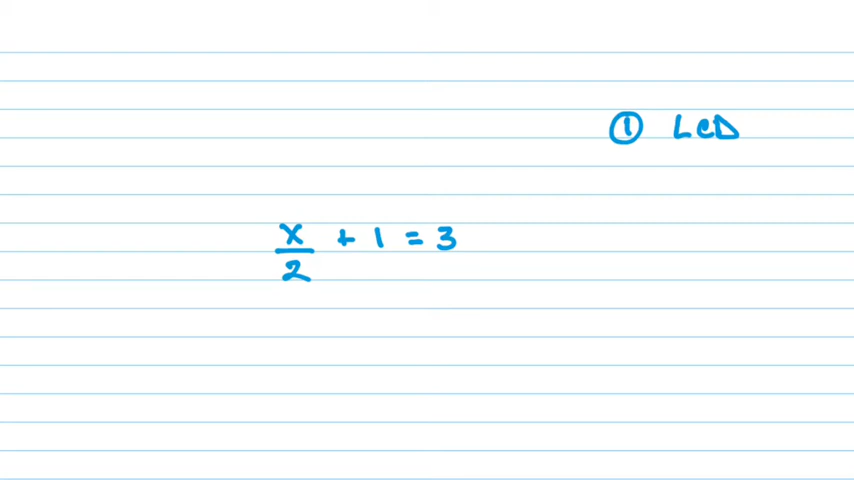 ① LCD
x/2 + 1 = 3